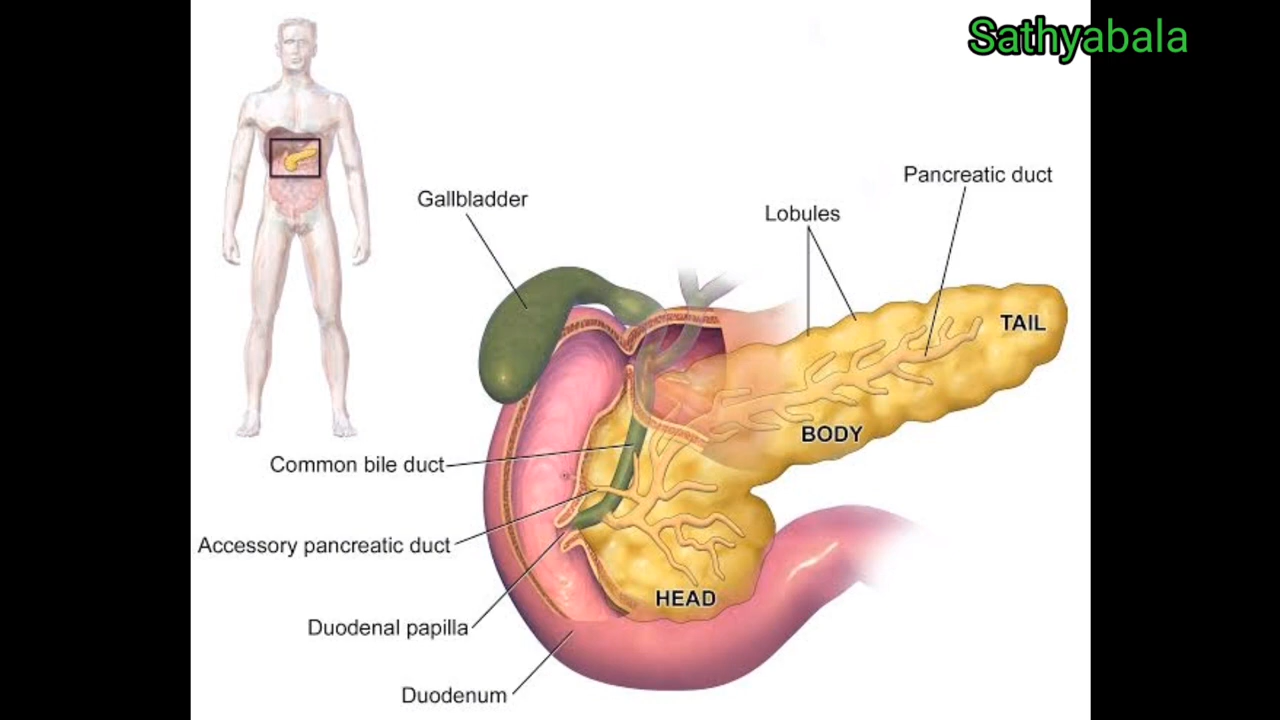 Sathyabala
Pancreatic duct
Gallbladder
Lobules
TAIL
BODY
Common bile duct
Accessory pancreatic duct
HEAD
Duodenal papilla
Duodenum